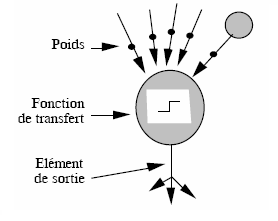 Poids
Fonction
de transfert
Elément
de sortie